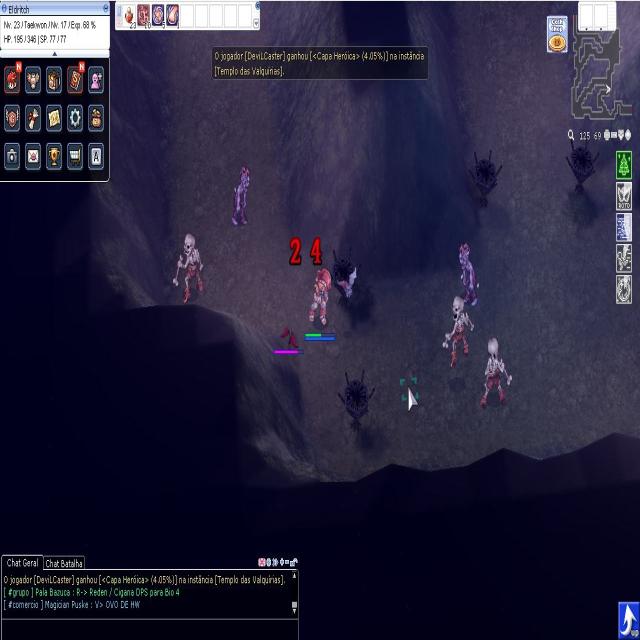 Eldritch
Nv. 23 / Taekwon / Nv. 17 / Exp. 68 %
HP. 195 / 346 | SP. 77 / 77
N
N
23
O jogador [DeviLCaster] ganhou [<Capa Heróica> (4.05%)] na instância
[Templo das Valquírias].
125 69
24
Chat Geral
Chat Batalha
O jogador [DeviLCaster] ganhou [<Capa Heróica> (4.05%)] na instância [Templo das Valquírias].
[ #grupo ] Pala Bazuca : R-> Reden / Cigana DPS para Bio 4
[ #comercio ] Magician Puske : V> OVO DE HW